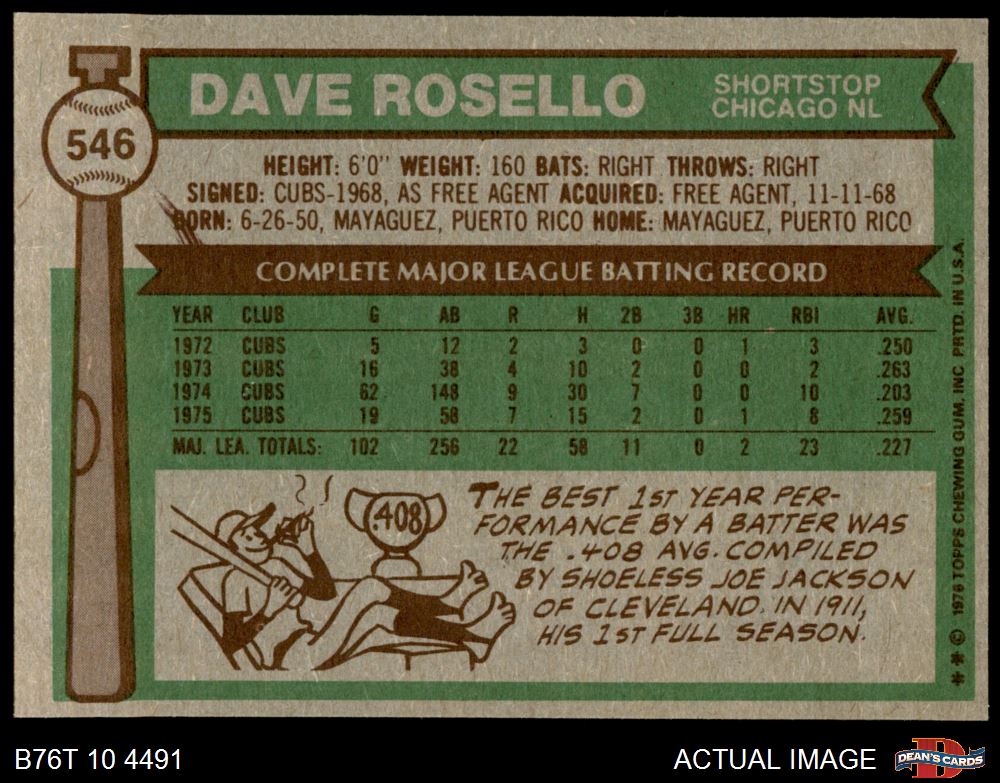 546
DAVE ROSELLO
SHORTSTOP
CHICAGO NL
HEIGHT: 6'0" WEIGHT: 160 BATS: RIGHT THROWS: RIGHT
SIGNED: CUBS-1968, AS FREE AGENT ACQUIRED: FREE AGENT, 11-11-68
BORN: 6-26-50, MAYAGUEZ, PUERTO RICO HOME: MAYAGUEZ, PUERTO RICO
COMPLETE MAJOR LEAGUE BATTING RECORD
YEAR CLUB G AB R H 2B 3B HR RBI AVG.
1972 CUBS 5 12 2 3 0 0 1 3 .250
1973 CUBS 16 38 4 10 2 0 0 2 .263
1974 CUBS 62 148 9 30 7 0 0 10 .203
1975 CUBS 19 58 7 15 2 0 1 8 .259
MAJ. LEA. TOTALS: 102 256 22 58 11 0 2 23 .227
.408
THE BEST 1ST YEAR PER-
FORMANCE BY A BATTER WAS
THE .408 AVG. COMPILED
BY SHOELESS JOE JACKSON
OF CLEVELAND IN 1911,
HIS 1ST FULL SEASON.
* * © 1976 TOPPS CHEWING GUM, INC PRTD. IN U.S.A.
B76T 10 4491
ACTUAL IMAGE
D
DEAN'S CARDS